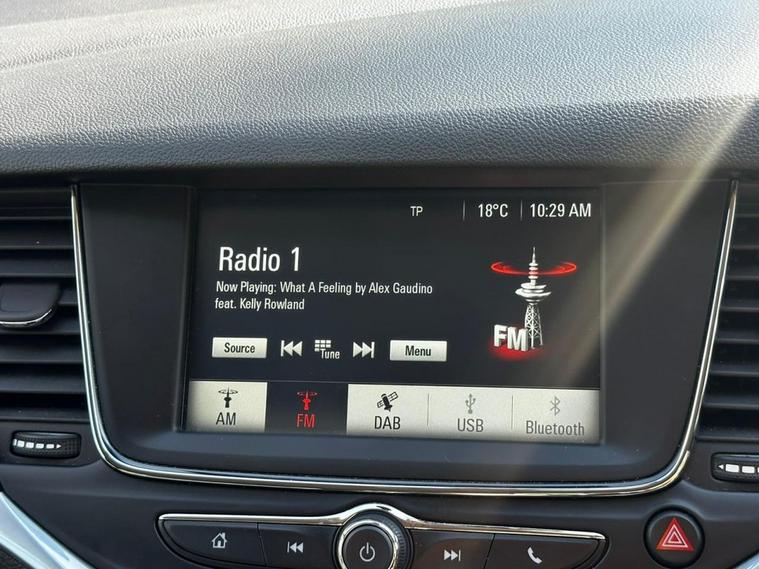 TP 18°C 10:29 AM
Radio 1
Now Playing: What A Feeling by Alex Gaudino
feat. Kelly Rowland
FM
Source Tune Menu
AM FM DAB USB Bluetooth